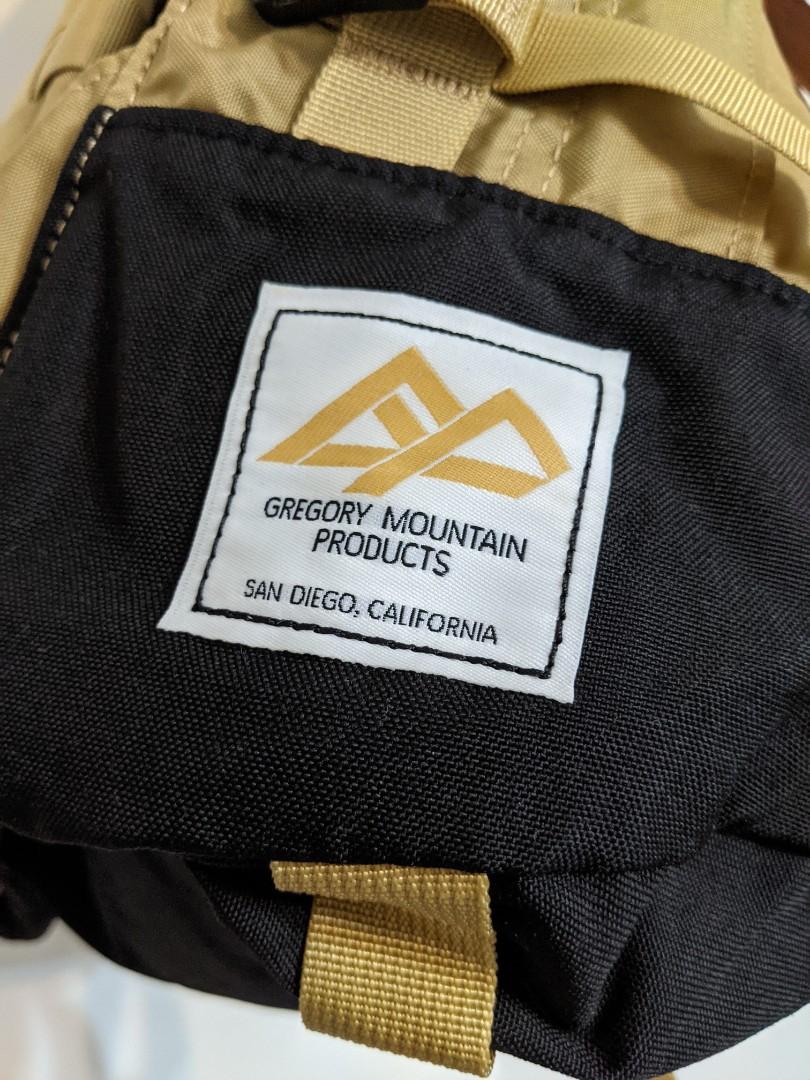 GREGORY MOUNTAIN
PRODUCTS
SAN DIEGO, CALIFORNIA